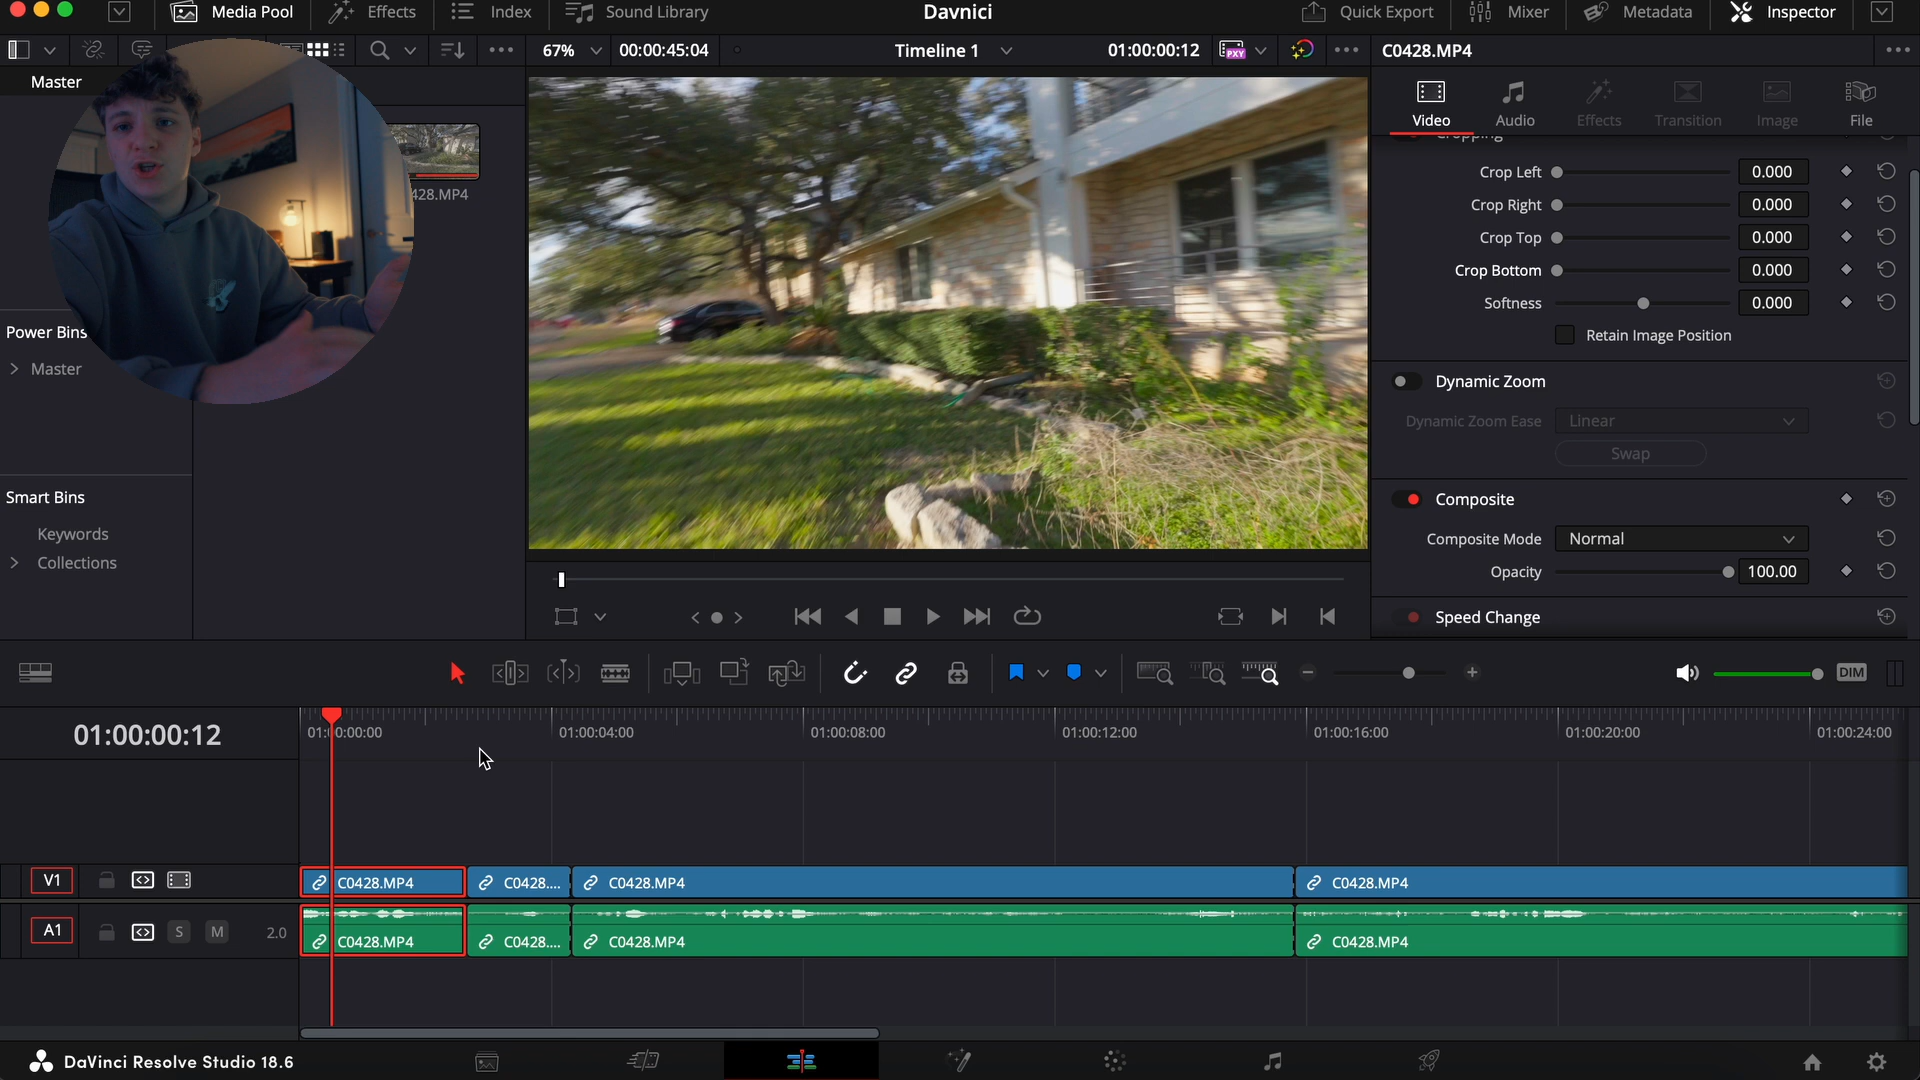 Media Pool Effects Index Sound Library Davnici Quick Export Mixer Metadata Inspector
67% 00:00:45:04 Timeline 1 01:00:00:12 PXY C0428.MP4
Master
Video Audio Effects Transition Image File
Crop Left 0.000
428.MP4
Crop Right 0.000
Crop Top 0.000
Crop Bottom 0.000
Softness 0.000
Retain Image Position
Power Bins
Master
Dynamic Zoom
Dynamic Zoom Ease Linear
Swap
Smart Bins
Keywords
Collections
Composite
Composite Mode Normal
Opacity 100.00
Speed Change
DIM
01:00:00:12
01:00:00:00 01:00:04:00 01:00:08:00 01:00:12:00 01:00:16:00 01:00:20:00 01:00:24:00
V1 C0428.MP4 C0428.... C0428.MP4 C0428.MP4
A1 S M 2.0 C0428.MP4 C0428.... C0428.MP4 C0428.MP4
DaVinci Resolve Studio 18.6